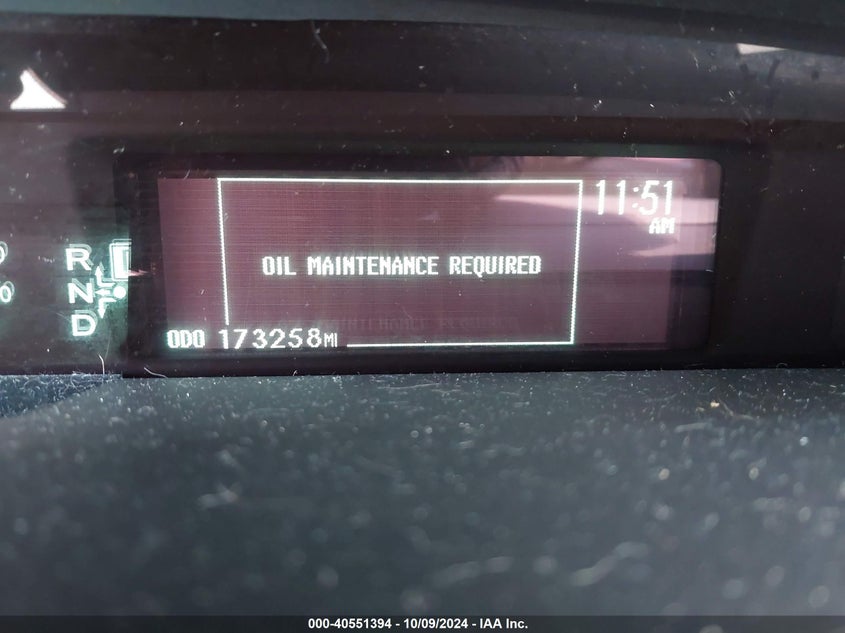 11:51
AM
OIL MAINTENANCE REQUIRED
R
N
D
ODO 173258MI
000-40551394 - 10/09/2024 - IAA Inc.